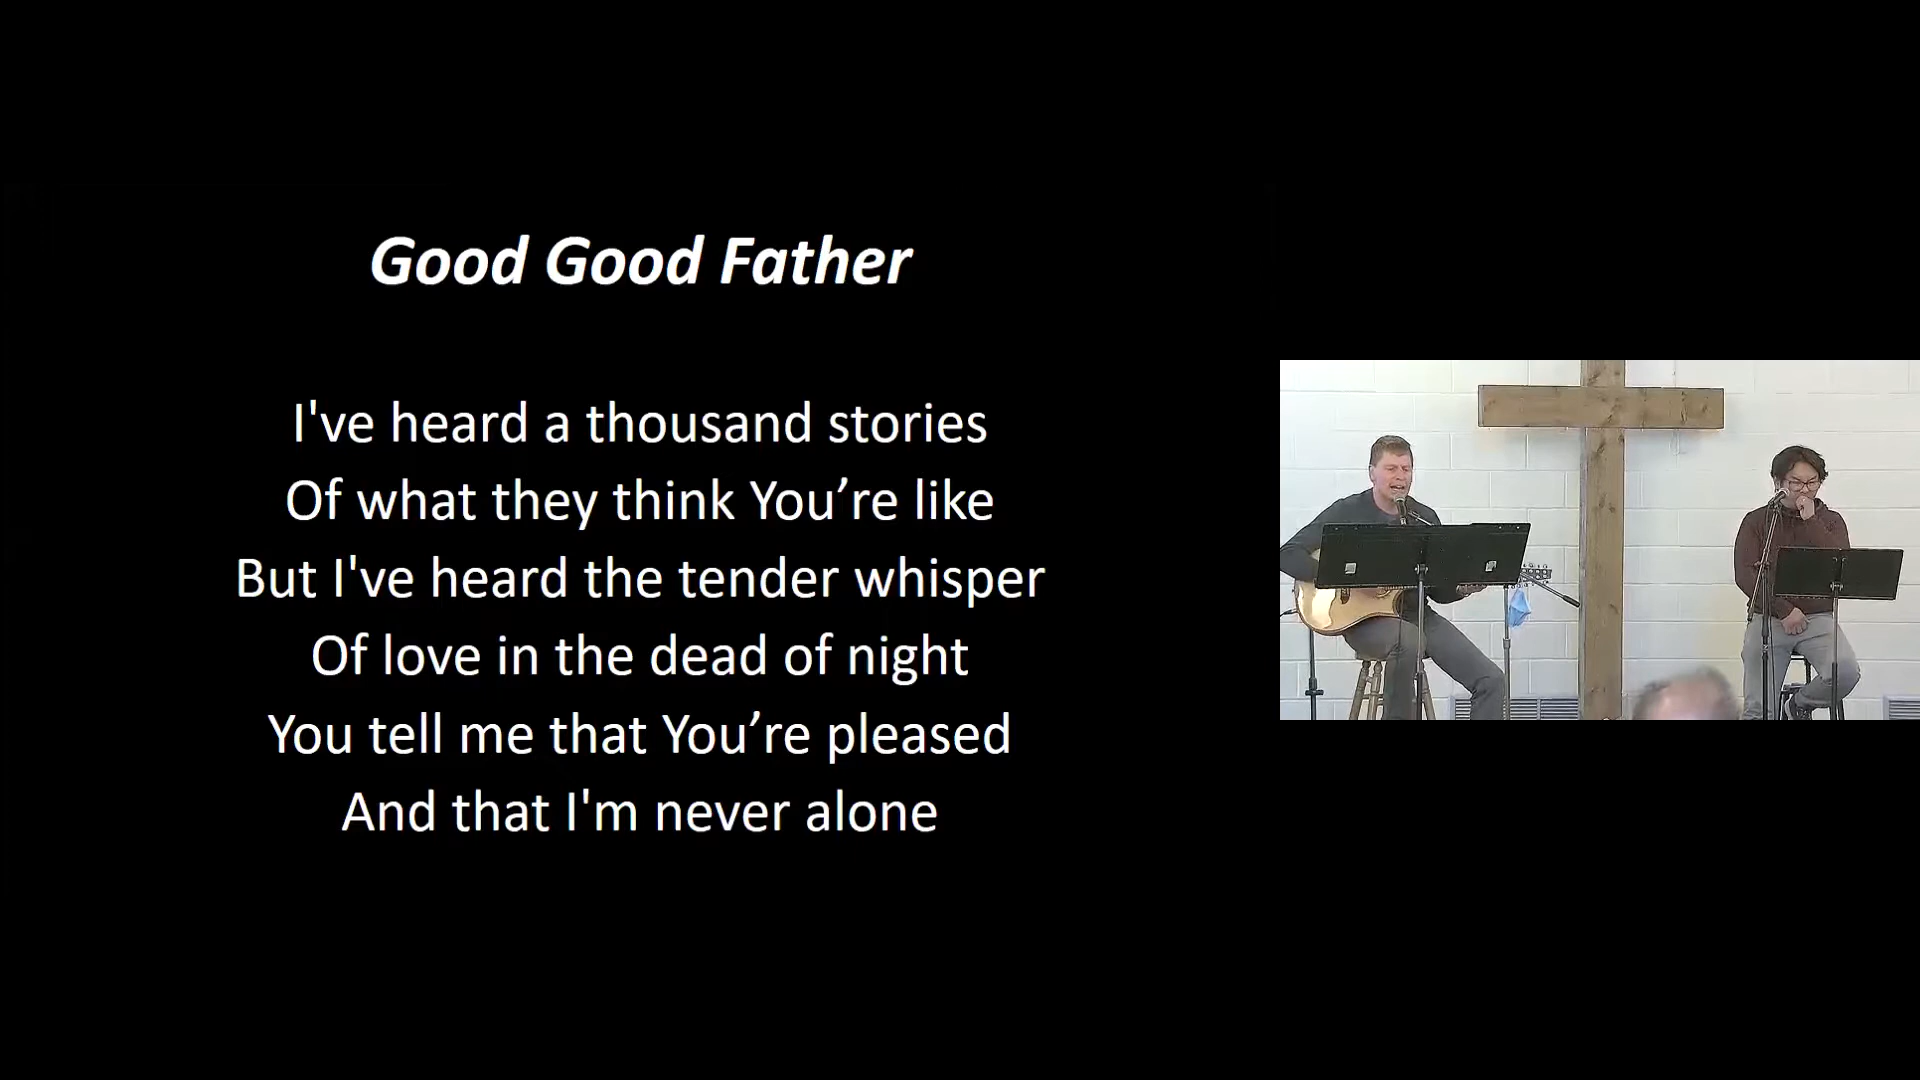 Good Good Father
I've heard a thousand stories
Of what they think You’re like
But I've heard the tender whisper
Of love in the dead of night
You tell me that You’re pleased
And that I'm never alone